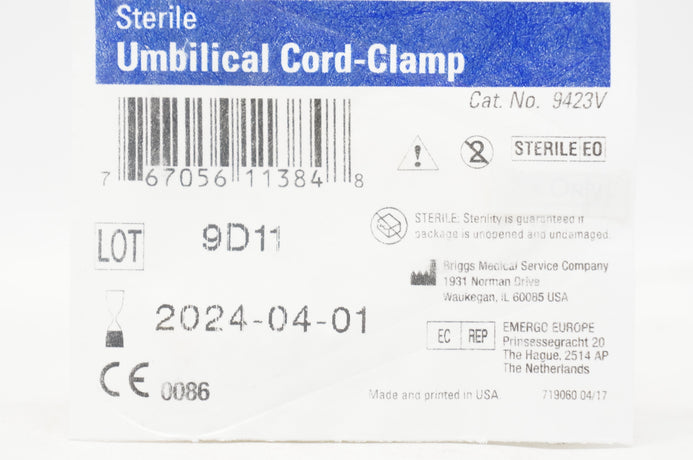 Sterile
Umbilical Cord-Clamp
Cat. No. 9423V
STERILE EO
7 67056 11384 8
STERILE: Sterility is guaranteed if
package is unopened and undamaged.
LOT 9D11
Briggs Medical Service Company
1931 Norman Drive
Waukegan, IL 60085 USA
2024-04-01
EC REP
EMERGO EUROPE
Prinsessegracht 20
The Hague, 2514 AP
The Netherlands
CE 0086
Made and printed in USA.
719060 04/17